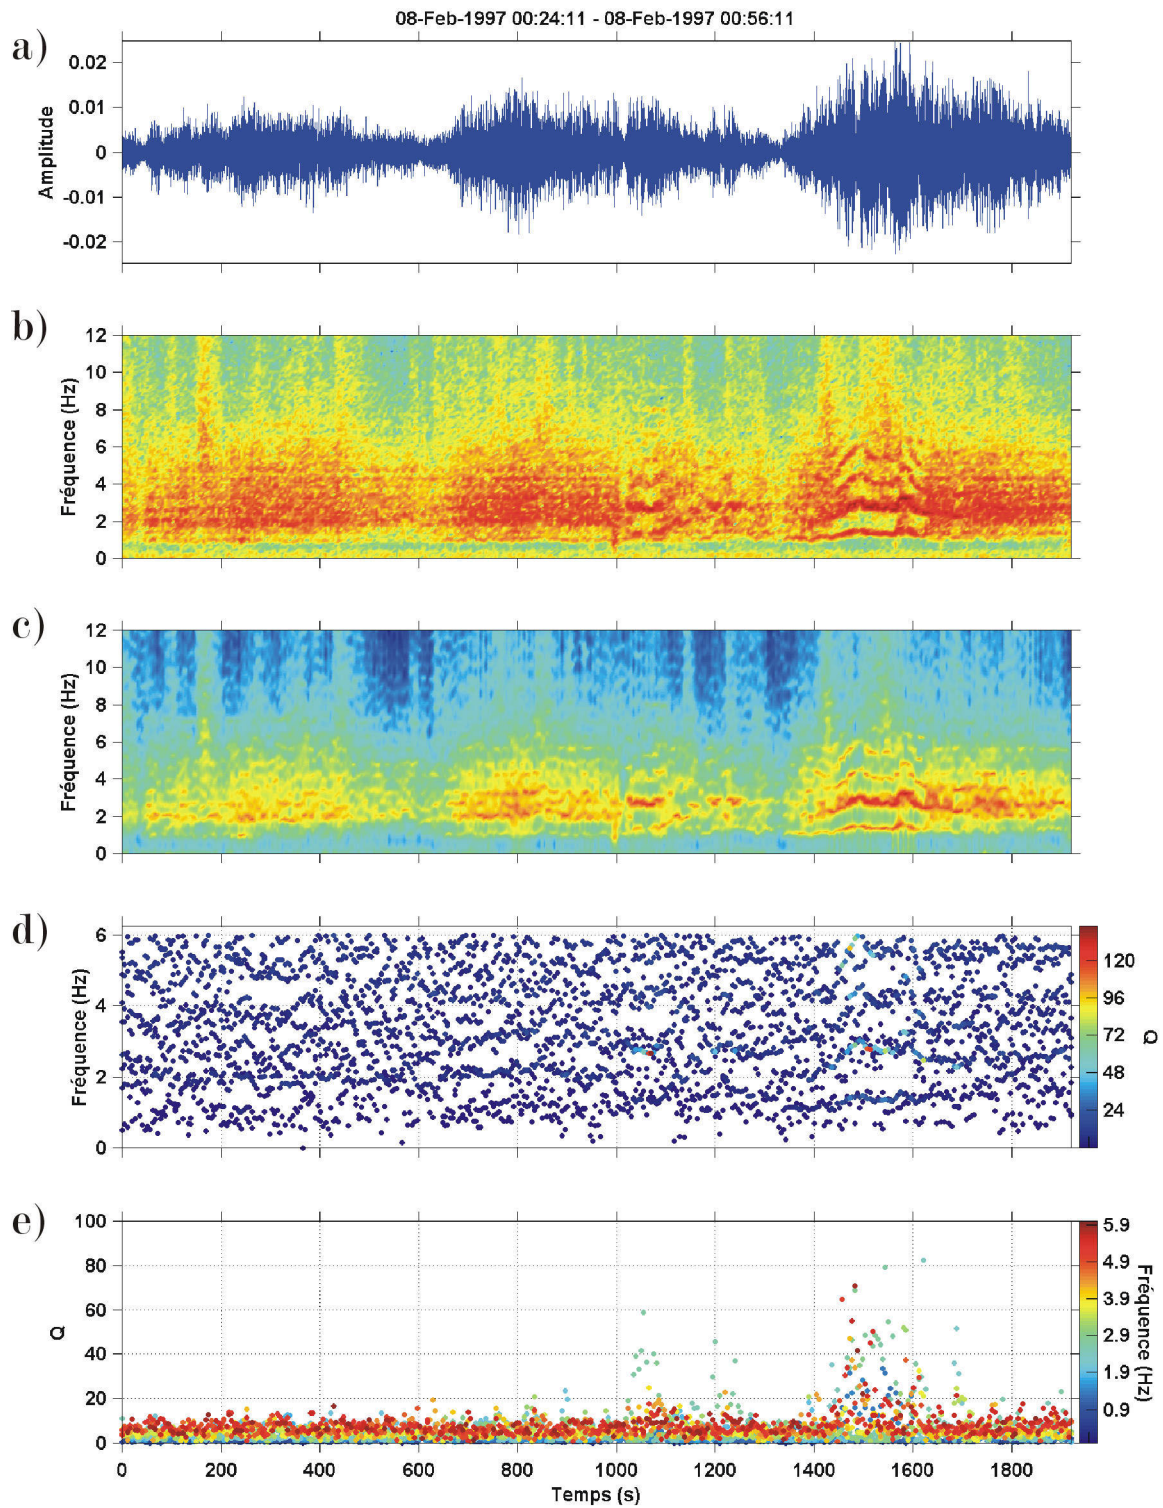 08-Feb-1997 00:24:11 - 08-Feb-1997 00:56:11
a)
0.02
0.01
0
-0.01
-0.02
Amplitude
b)
12
10
8
6
4
2
0
Fréquence (Hz)
c)
12
10
8
6
4
2
0
Fréquence (Hz)
d)
6
4
2
0
Fréquence (Hz)
120
96
72
48
24
Q
e)
100
80
60
40
20
0
Q
5.9
4.9
3.9
2.9
1.9
0.9
Fréquence (Hz)
0 200 400 600 800 1000 1200 1400 1600 1800
Temps (s)